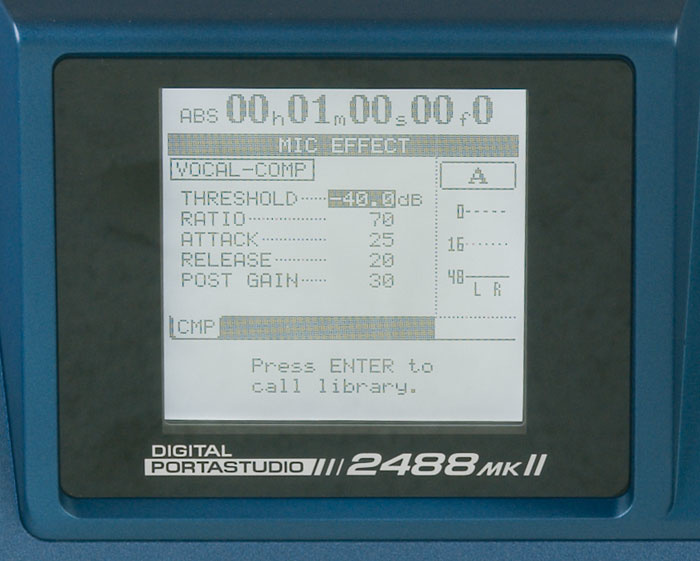 ABS 00h01m00s00f0
MIC EFFECT
VOCAL-COMP
A
THRESHOLD -40.0dB
RATIO 70
ATTACK 25
RELEASE 20
POST GAIN 30
0
16
48
L R
CMP
Press ENTER to
call library.
DIGITAL
PORTASTUDIO///2488MKII